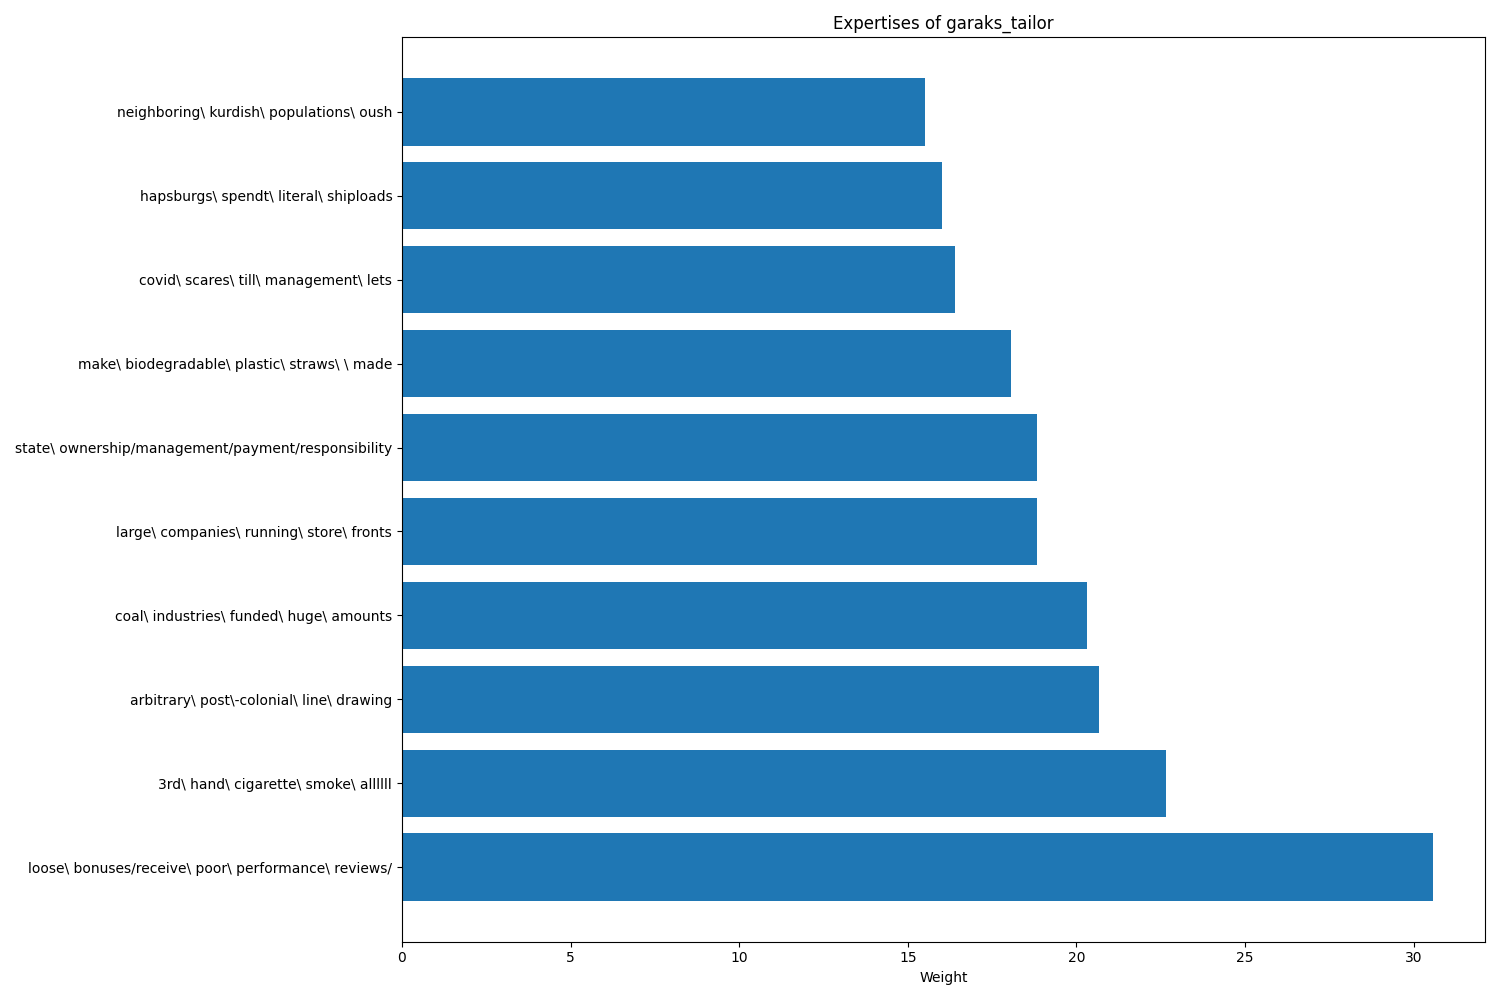 Expertises of garaks_tailor
neighboring\ kurdish\ populations\ oush
hapsburgs\ spendt\ literal\ shiploads
covid\ scares\ till\ management\ lets
make\ biodegradable\ plastic\ straws\ \ made
state\ ownership/management/payment/responsibility
large\ companies\ running\ store\ fronts
coal\ industries\ funded\ huge\ amounts
arbitrary\ post\-colonial\ line\ drawing
3rd\ hand\ cigarette\ smoke\ allllll
loose\ bonuses/receive\ poor\ performance\ reviews/
0 5 10 15 20 25 30
Weight